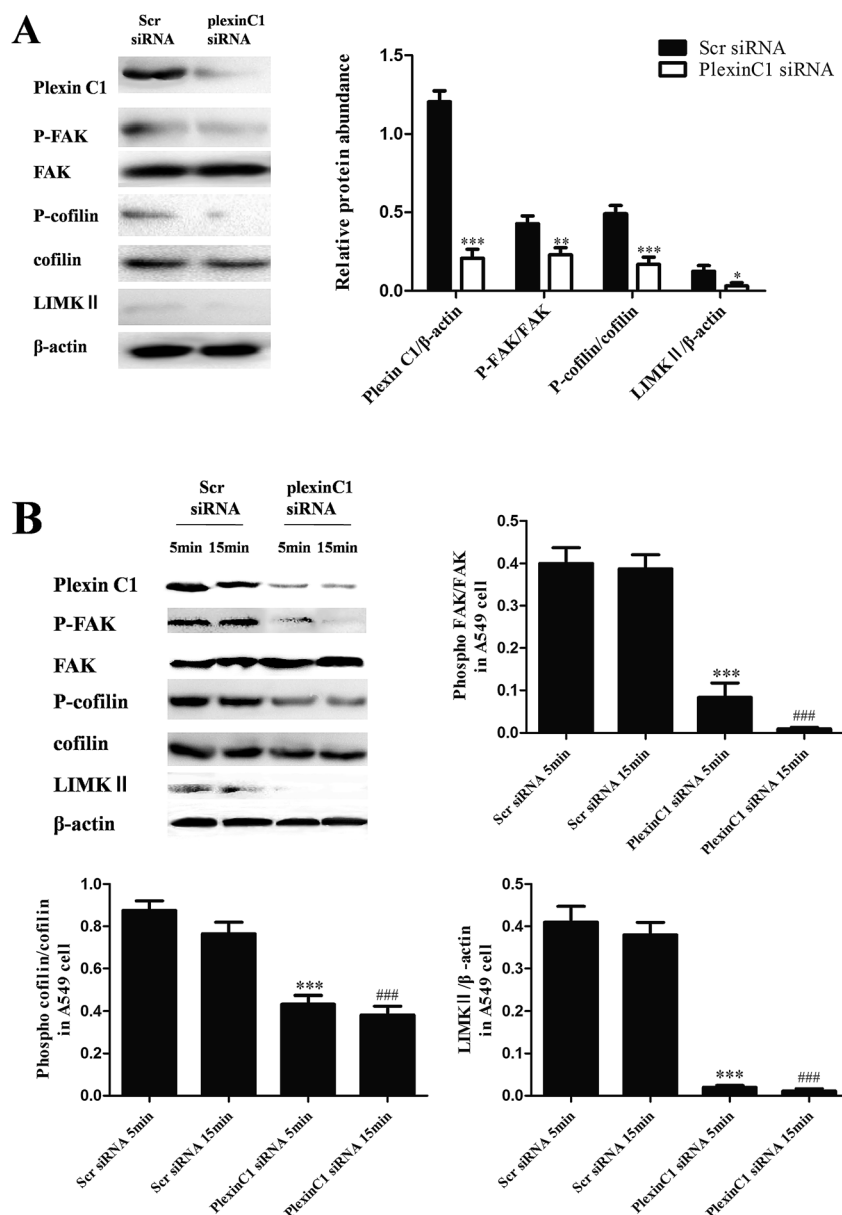 A
Scr siRNA
plexinC1 siRNA
Plexin C1
P-FAK
FAK
P-cofilin
cofilin
LIMK Ⅱ
β-actin
Scr siRNA
PlexinC1 siRNA
Relative protein abundance
1.5
1.0
0.5
0.0
***
**
***
*
Plexin C1/β-actin
P-FAK/FAK
P-cofilin/cofilin
LIMKⅡ/β-actin
B
Scr siRNA
plexinC1 siRNA
5min 15min 5min 15min
Plexin C1
P-FAK
FAK
P-cofilin
cofilin
LIMKⅡ
β-actin
Phospho FAK/FAK
in A549 cell
0.5
0.4
0.3
0.2
0.1
0.0
***
###
Scr siRNA 5min
Scr siRNA 15min
PlexinC1 siRNA 5min
PlexinC1 siRNA 15min
Phospho cofilin/cofilin
in A549 cell
1.0
0.8
0.6
0.4
0.2
0.0
***
###
Scr siRNA 5min
Scr siRNA 15min
PlexinC1 siRNA 5min
PlexinC1 siRNA 15min
LIMKⅡ/β -actin
in A549 cell
0.5
0.4
0.3
0.2
0.1
0.0
***
###
Scr siRNA 5min
Scr siRNA 15min
PlexinC1 siRNA 5min
PlexinC1 siRNA 15min